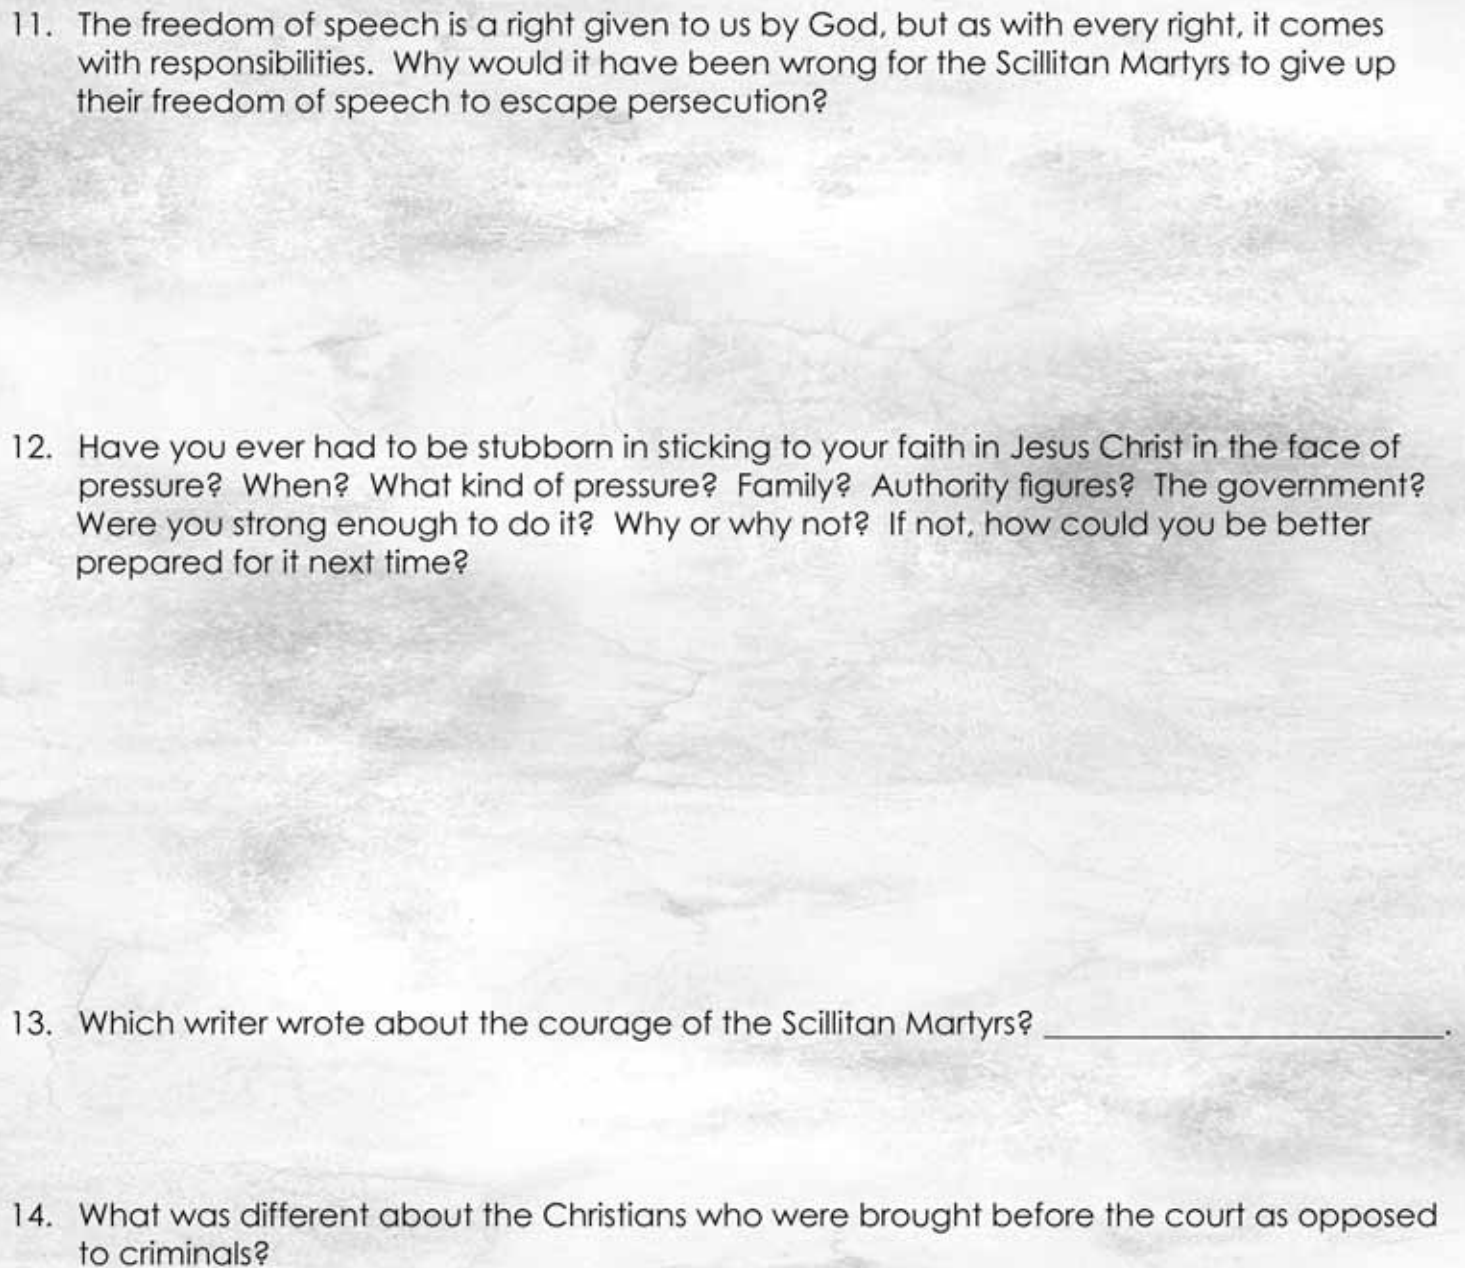 11. The freedom of speech is a right given to us by God, but as with every right, it comes
with responsibilities. Why would it have been wrong for the Scillitan Martyrs to give up
their freedom of speech to escape persecution?
12. Have you ever had to be stubborn in sticking to your faith in Jesus Christ in the face of
pressure? When? What kind of pressure? Family? Authority figures? The government?
Were you strong enough to do it? Why or why not? If not, how could you be better
prepared for it next time?
13. Which writer wrote about the courage of the Scillitan Martyrs? ______________________.
14. What was different about the Christians who were brought before the court as opposed
to criminals?